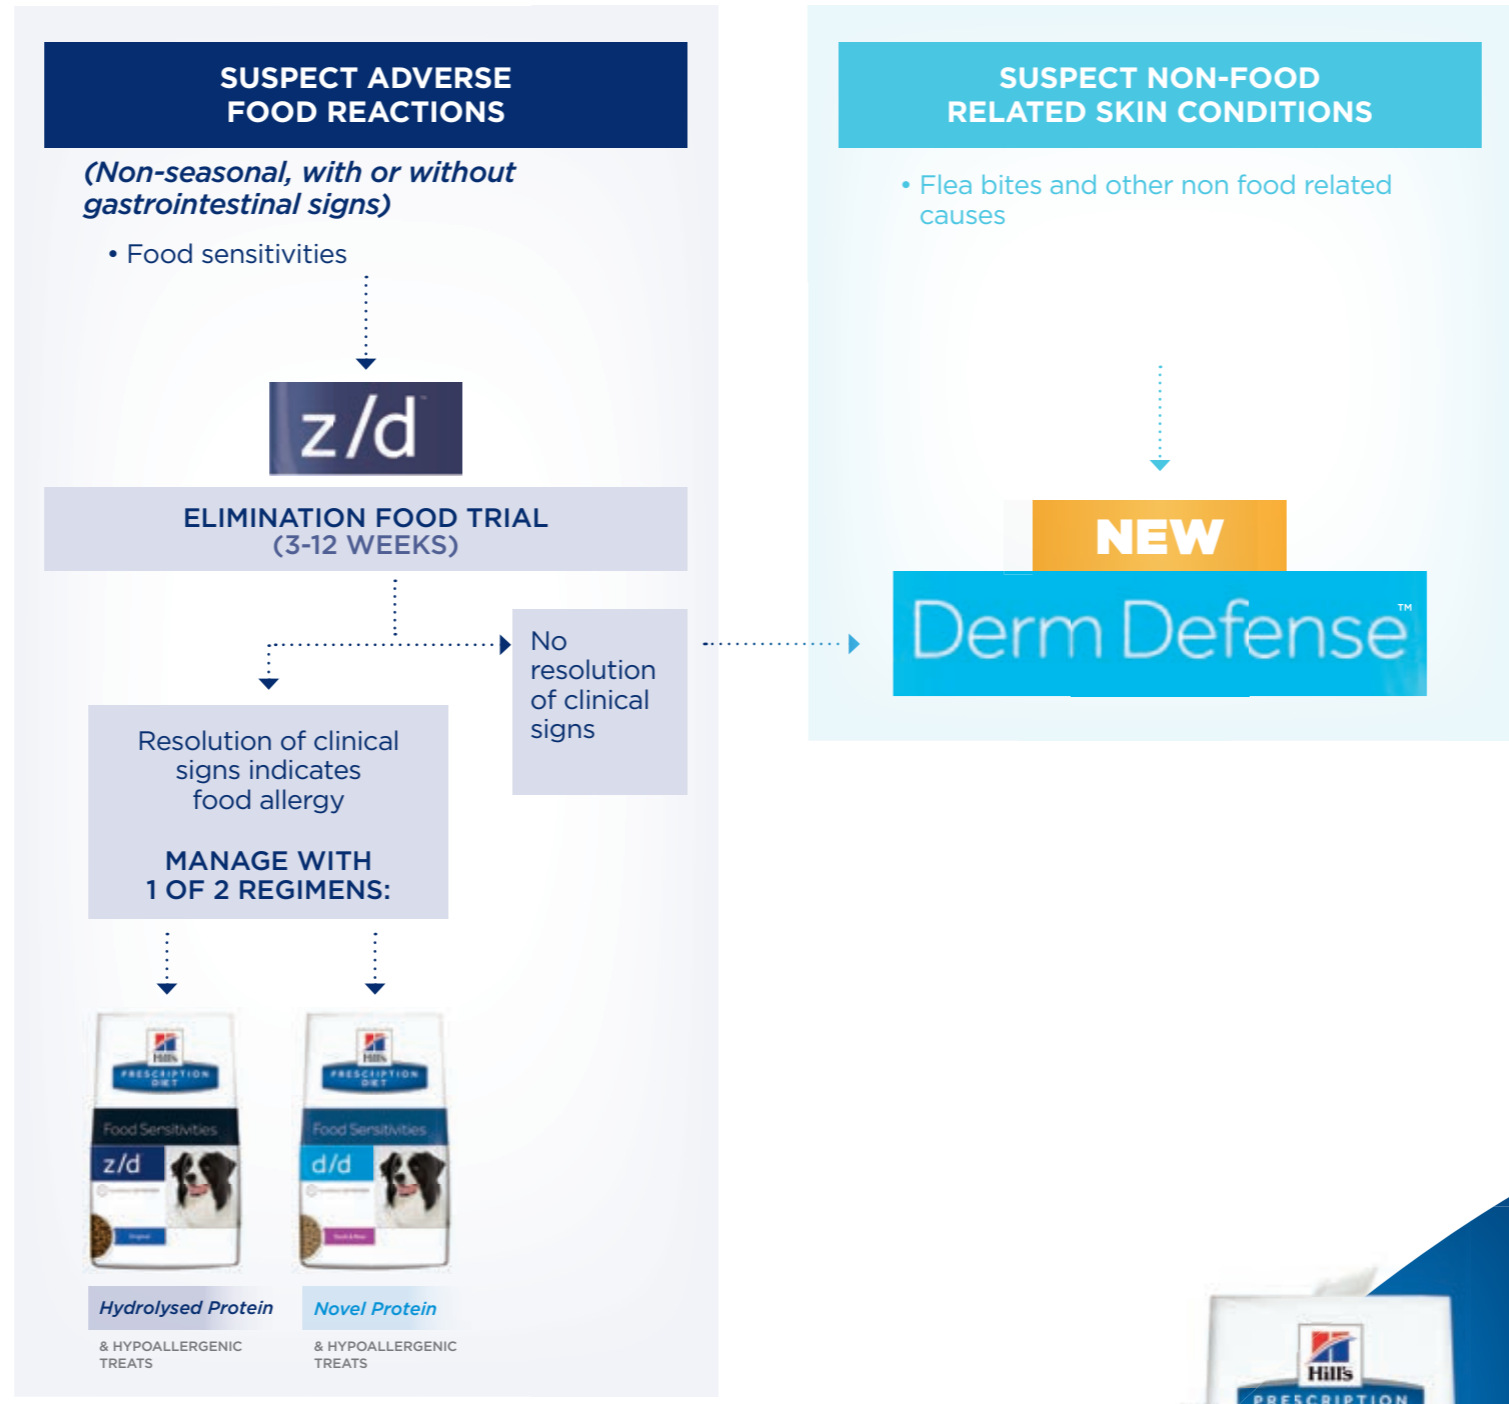 SUSPECT ADVERSE
FOOD REACTIONS
(Non-seasonal, with or without
gastrointestinal signs)
• Food sensitivities
z/d
ELIMINATION FOOD TRIAL
(3-12 WEEKS)
No
resolution
of clinical
signs
Resolution of clinical
signs indicates
food allergy
MANAGE WITH
1 OF 2 REGIMENS:
Hill's
PRESCRIPTION
DIET
Food Sensitivities
z/d
Original
Hydrolysed Protein
& HYPOALLERGENIC
TREATS
Hill's
PRESCRIPTION
DIET
Food Sensitivities
d/d
Novel Protein
& HYPOALLERGENIC
TREATS
SUSPECT NON-FOOD
RELATED SKIN CONDITIONS
• Flea bites and other non food related
causes
NEW
Derm Defense™
Hill's
PRESCRIPTION